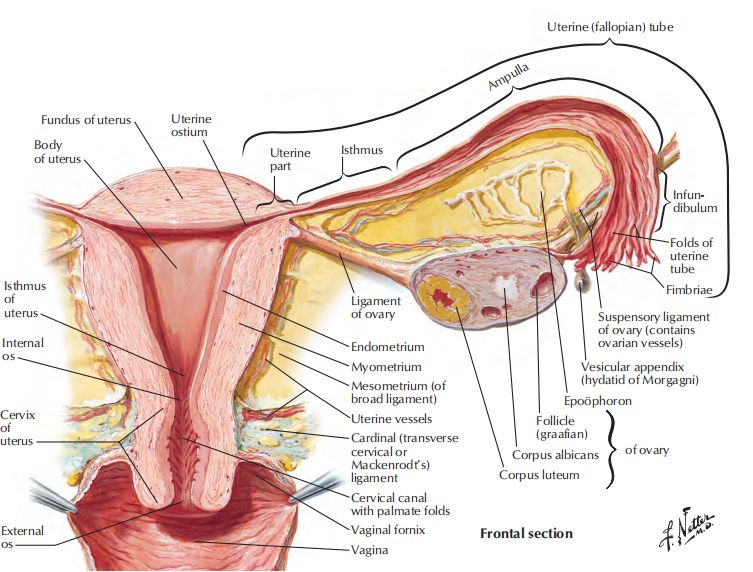 Uterine (fallopian) tube
Ampulla
Fundus of uterus
Uterine
ostium
Body
of uterus
Uterine
part
Isthmus
Infun-
dibulum
Folds of
uterine
tube
Fimbriae
Isthmus
of
uterus
Ligament
of ovary
Suspensory ligament
of ovary (contains
ovarian vessels)
Internal
os
Endometrium
Myometrium
Vesicular appendix
(hydatid of Morgagni)
Mesometrium (of
broad ligament)
Epoöphoron
Cervix
of
uterus
Uterine vessels
Follicle
(graafian)
Cardinal (transverse
cervical or
Mackenrodt's)
ligament
Corpus albicans
of ovary
Corpus luteum
Cervical canal
with palmate folds
External
os
Vaginal fornix
Frontal section
Vagina
F. Netter
M.D.